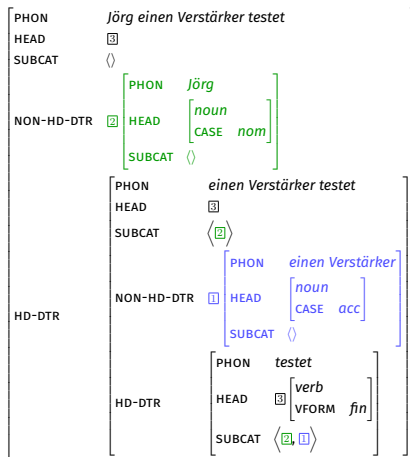 PHON Jörg einen Verstärker testet
HEAD 3
SUBCAT ⟨⟩
PHON Jörg
noun
NON-HD-DTR 2 HEAD
CASE nom
SUBCAT ⟨⟩
PHON einen Verstärker testet
HEAD 3
SUBCAT ⟨2⟩
PHON einen Verstärker
noun
NON-HD-DTR 1 HEAD
CASE acc
SUBCAT ⟨⟩
HD-DTR
PHON testet
verb
HD-DTR HEAD 3
VFORM fin
SUBCAT ⟨2, 1⟩